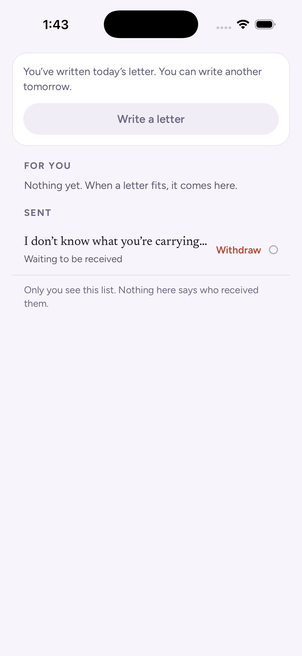 1:43
You’ve written today’s letter. You can write another
tomorrow.
Write a letter
FOR YOU
Nothing yet. When a letter fits, it comes here.
SENT
I don’t know what you’re carrying...
Withdraw
Waiting to be received
Only you see this list. Nothing here says who received
them.